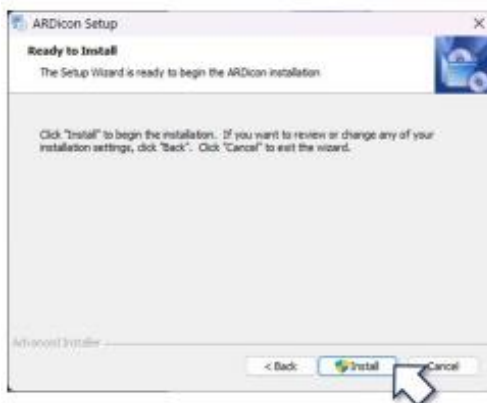 ARDicon Setup
Ready to Install
The Setup Wizard is ready to begin the ARDicon installation
Click "Install" to begin the installation. If you want to review or change any of your
installation settings, click "Back". Click "Cancel" to exit the wizard.
Advanced Installer
< Back Install Cancel